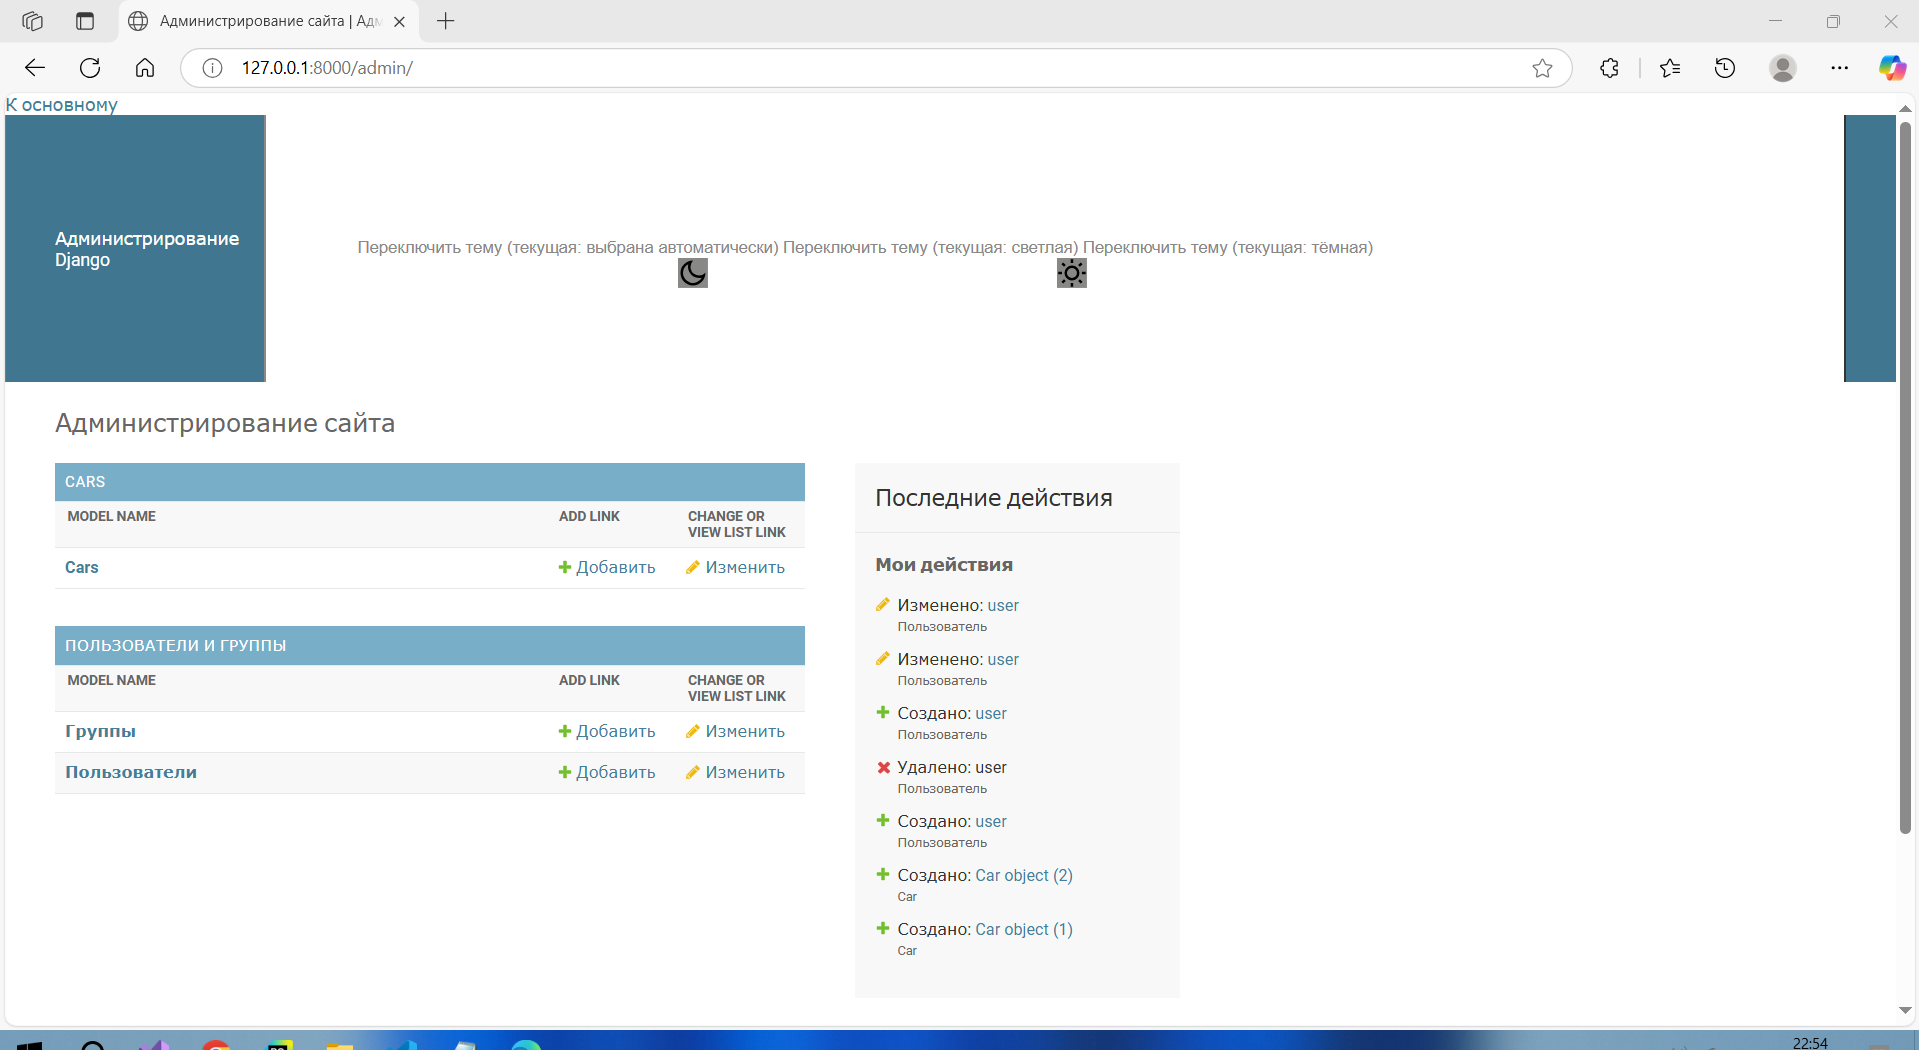 Администрирование сайта | Адм
127.0.0.1:8000/admin/
К основному
Администрирование
Django
Переключить тему (текущая: выбрана автоматически) Переключить тему (текущая: светлая) Переключить тему (текущая: тёмная)
Администрирование сайта
CARS
MODEL NAME ADD LINK CHANGE OR VIEW LIST LINK
Cars Добавить Изменить
ПОЛЬЗОВАТЕЛИ И ГРУППЫ
MODEL NAME ADD LINK CHANGE OR VIEW LIST LINK
Группы Добавить Изменить
Пользователи Добавить Изменить
Последние действия
Мои действия
Изменено: user
Пользователь
Изменено: user
Пользователь
Создано: user
Пользователь
Удалено: user
Пользователь
Создано: user
Пользователь
Создано: Car object (2)
Car
Создано: Car object (1)
Car
22:54